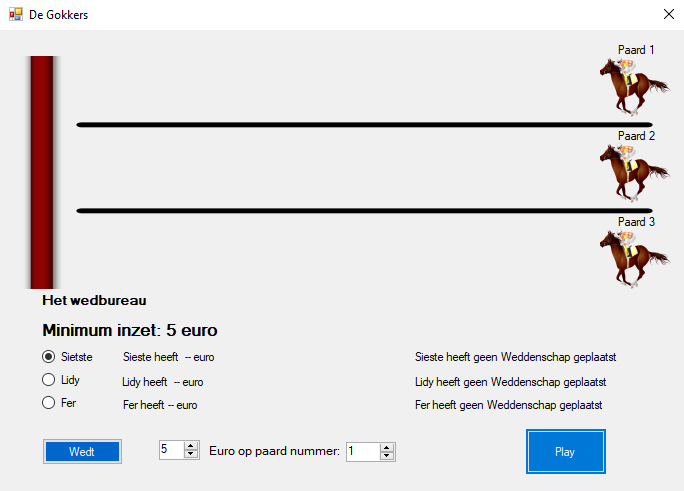 De Gokkers
Paard 1
Paard 2
Paard 3
Het wedbureau
Minimum inzet: 5 euro
Sietste Sieste heeft -- euro Sieste heeft geen Weddenschap geplaatst
Lidy Lidy heeft -- euro Lidy heeft geen Weddenschap geplaatst
Fer Fer heeft -- euro Fer heeft geen Weddenschap geplaatst
Wedt 5 Euro op paard nummer: 1 Play